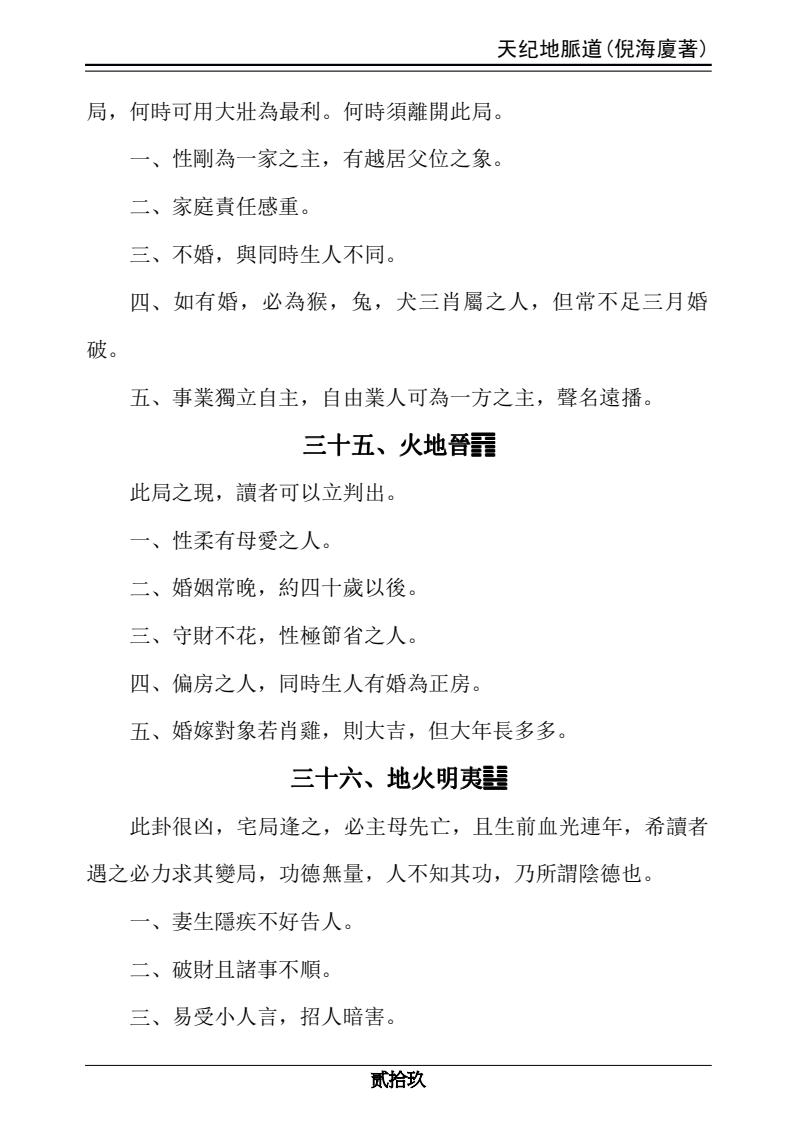 天纪地脈道(倪海廈著)
局，何時可用大壯為最利。何時須離開此局。
一、性剛為一家之主，有越居父位之象。
二、家庭責任感重。
三、不婚，與同時生人不同。
四、如有婚，必為猴，兔，犬三肖屬之人，但常不足三月婚
破。
五、事業獨立自主，自由業人可為一方之主，聲名遠播。
三十五、火地晉䷢
此局之現，讀者可以立判出。
一、性柔有母愛之人。
二、婚姻常晚，約四十歲以後。
三、守財不花，性極節省之人。
四、偏房之人，同時生人有婚為正房。
五、婚嫁對象若肖雞，則大吉，但大年長多多。
三十六、地火明夷䷣
此卦很凶，宅局逢之，必主母先亡，且生前血光連年，希讀者
遇之必力求其變局，功德無量，人不知其功，乃所謂陰德也。
一、妻生隱疾不好告人。
二、破財且諸事不順。
三、易受小人言，招人暗害。
貳拾玖